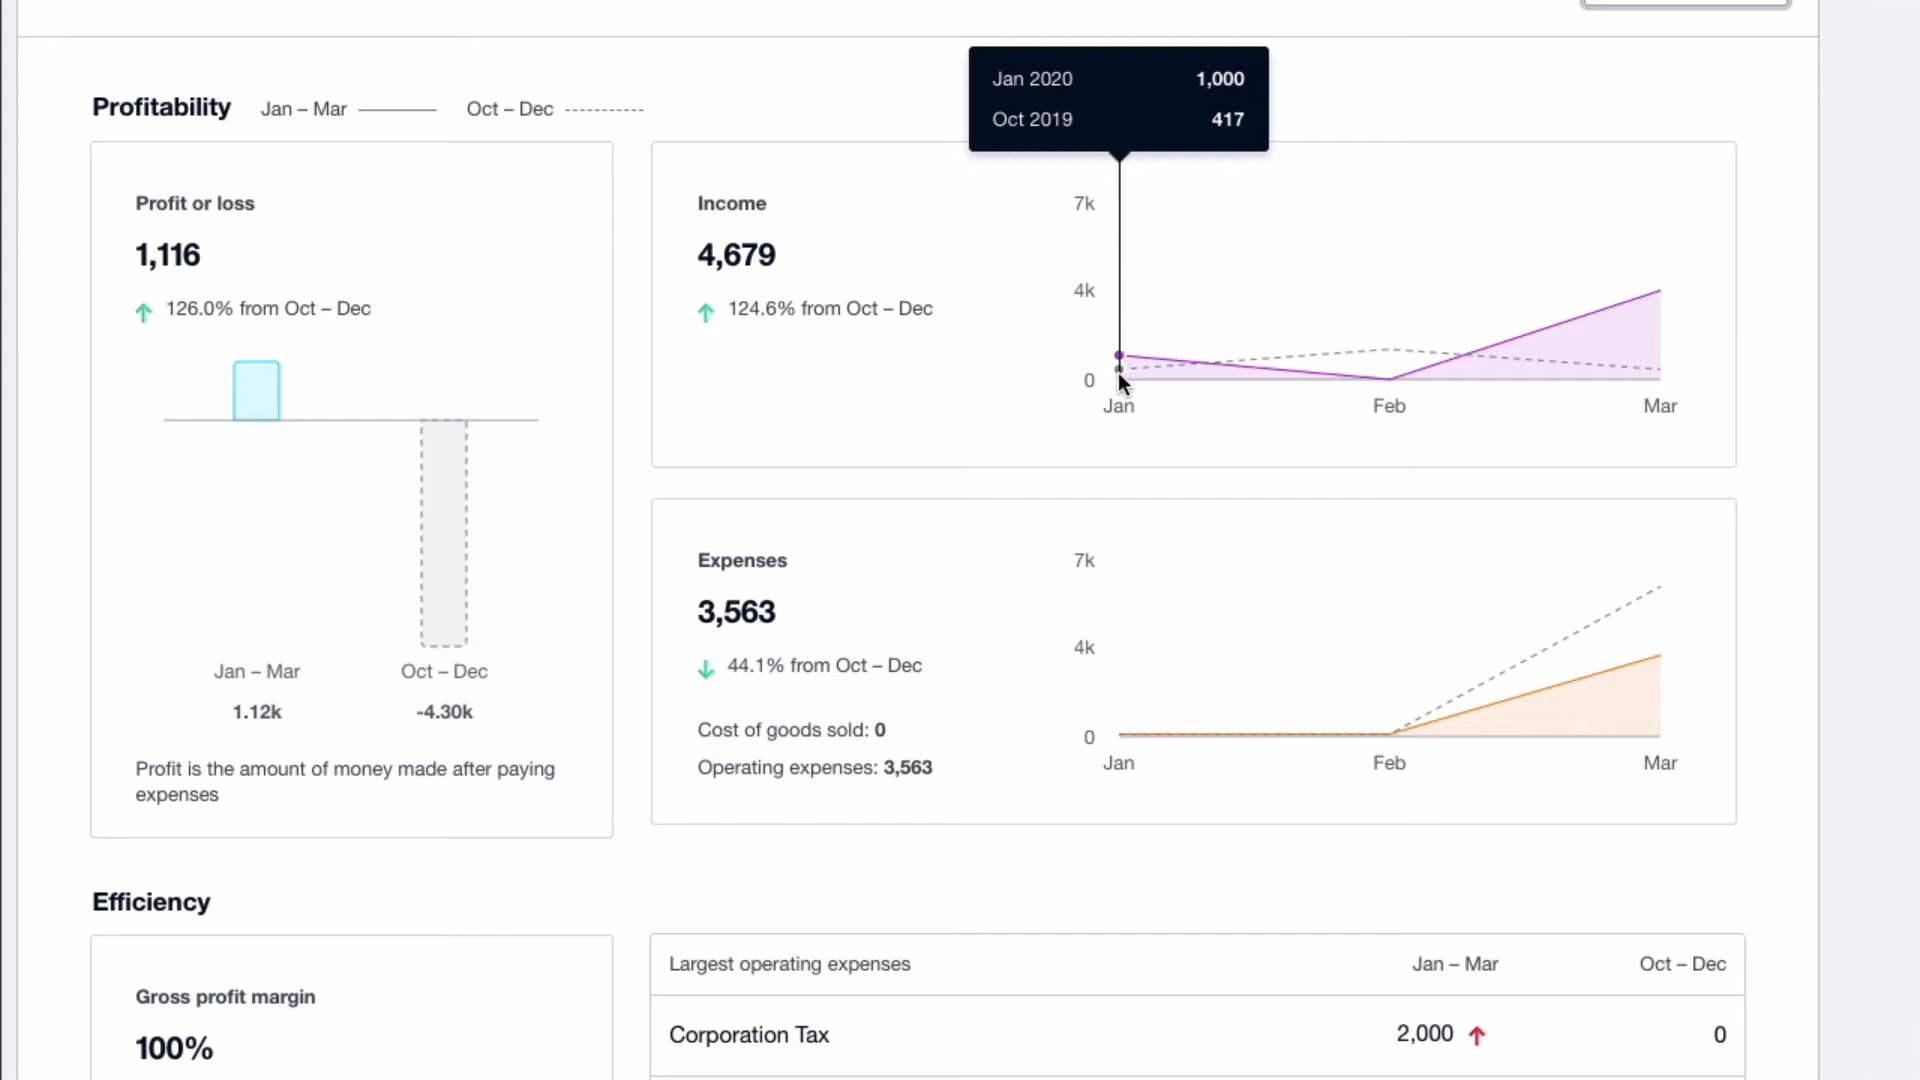 Jan 2020 1,000
Oct 2019 417
Profitability Jan – Mar Oct – Dec
Profit or loss
1,116
126.0% from Oct – Dec
Jan – Mar Oct – Dec
1.12k -4.30k
Profit is the amount of money made after paying
expenses
Income
4,679
124.6% from Oct – Dec
7k
4k
0
Jan Feb Mar
Expenses
3,563
44.1% from Oct – Dec
Cost of goods sold: 0
Operating expenses: 3,563
7k
4k
0
Jan Feb Mar
Efficiency
Gross profit margin
100%
Largest operating expenses Jan – Mar Oct – Dec
Corporation Tax 2,000 0